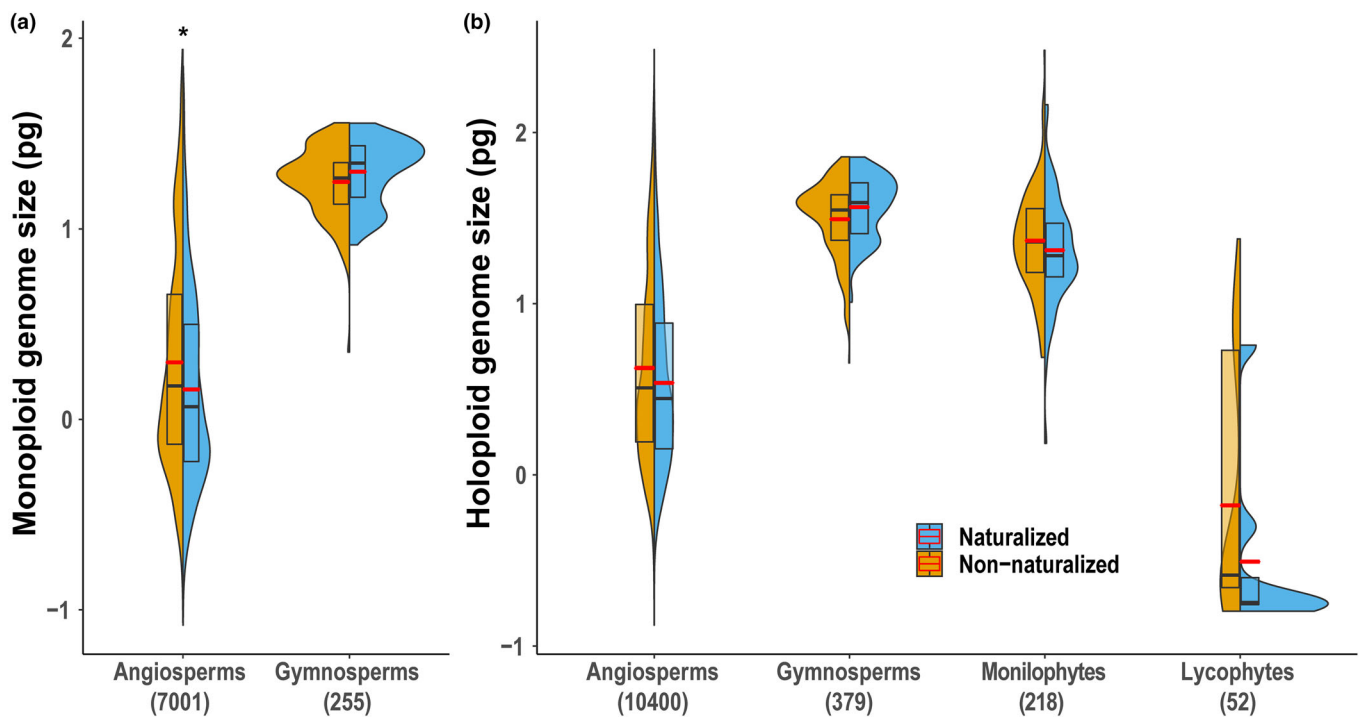 (a)
*
Monoploid genome size (pg)
2
1
0
−1
Angiosperms
(7001)
Gymnosperms
(255)
(b)
Holoploid genome size (pg)
2
1
0
−1
Naturalized
Non−naturalized
Angiosperms
(10400)
Gymnosperms
(379)
Monilophytes
(218)
Lycophytes
(52)